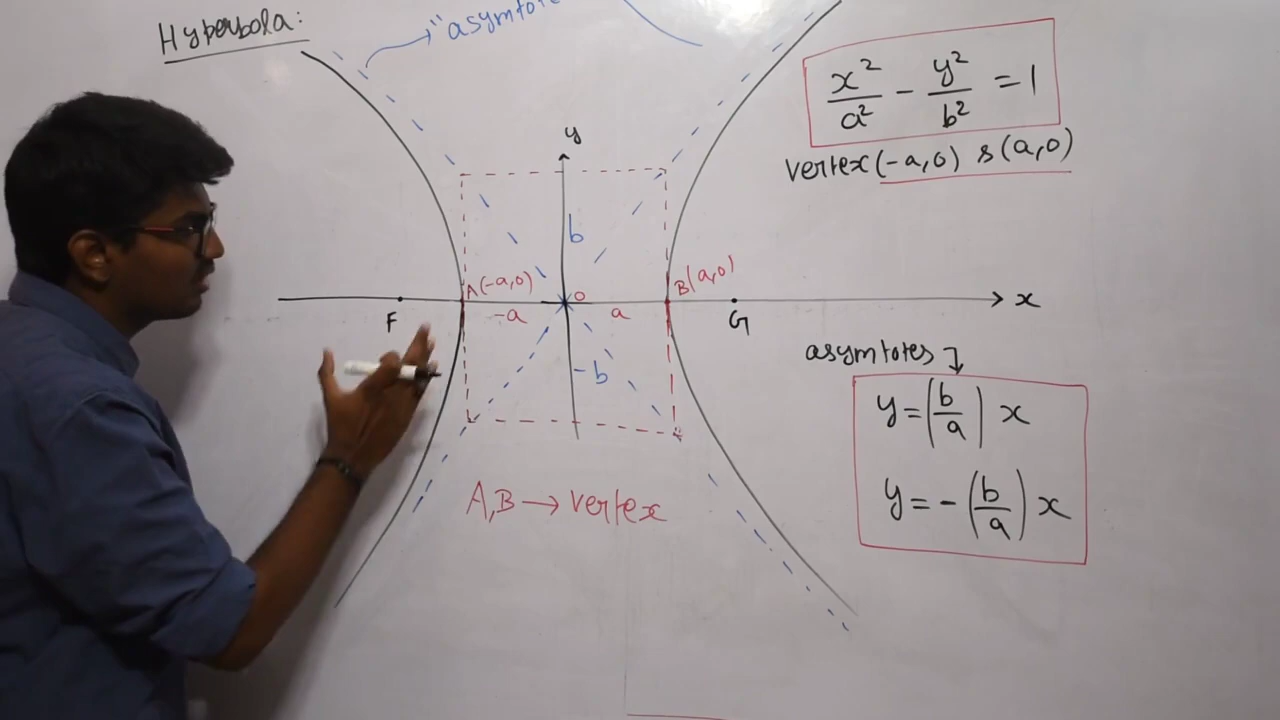 Hyperbola:
"asymtote
x²/a² - y²/b² = 1
vertex (-a,0) & (a,0)
y
b
A(-a,0)
O
B(a,0)
-a
a
x
F
G
-b
asymtotes
y = (b/a) x
y = -(b/a) x
A,B → vertex